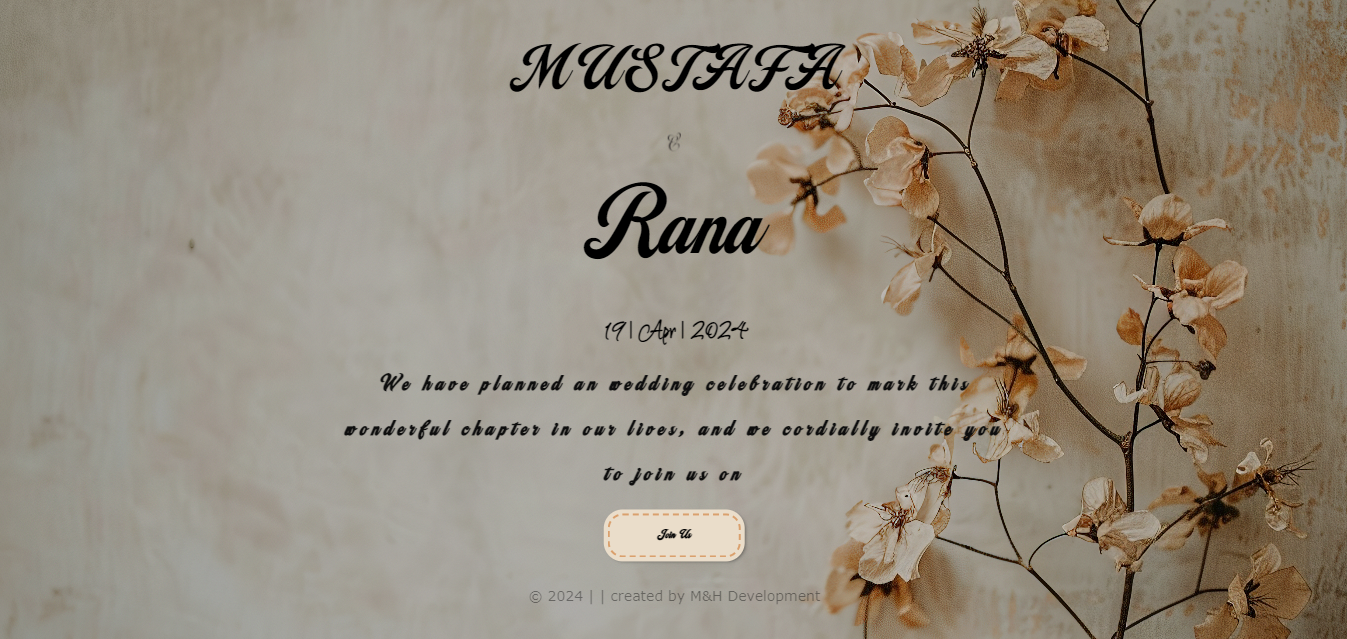 MUSTAFA
&
Rana
19 | Apr | 2024
We have planned an wedding celebration to mark this
wonderful chapter in our lives, and we cordially invite you
to join us on
Join Us
© 2024 | | created by M&H Development